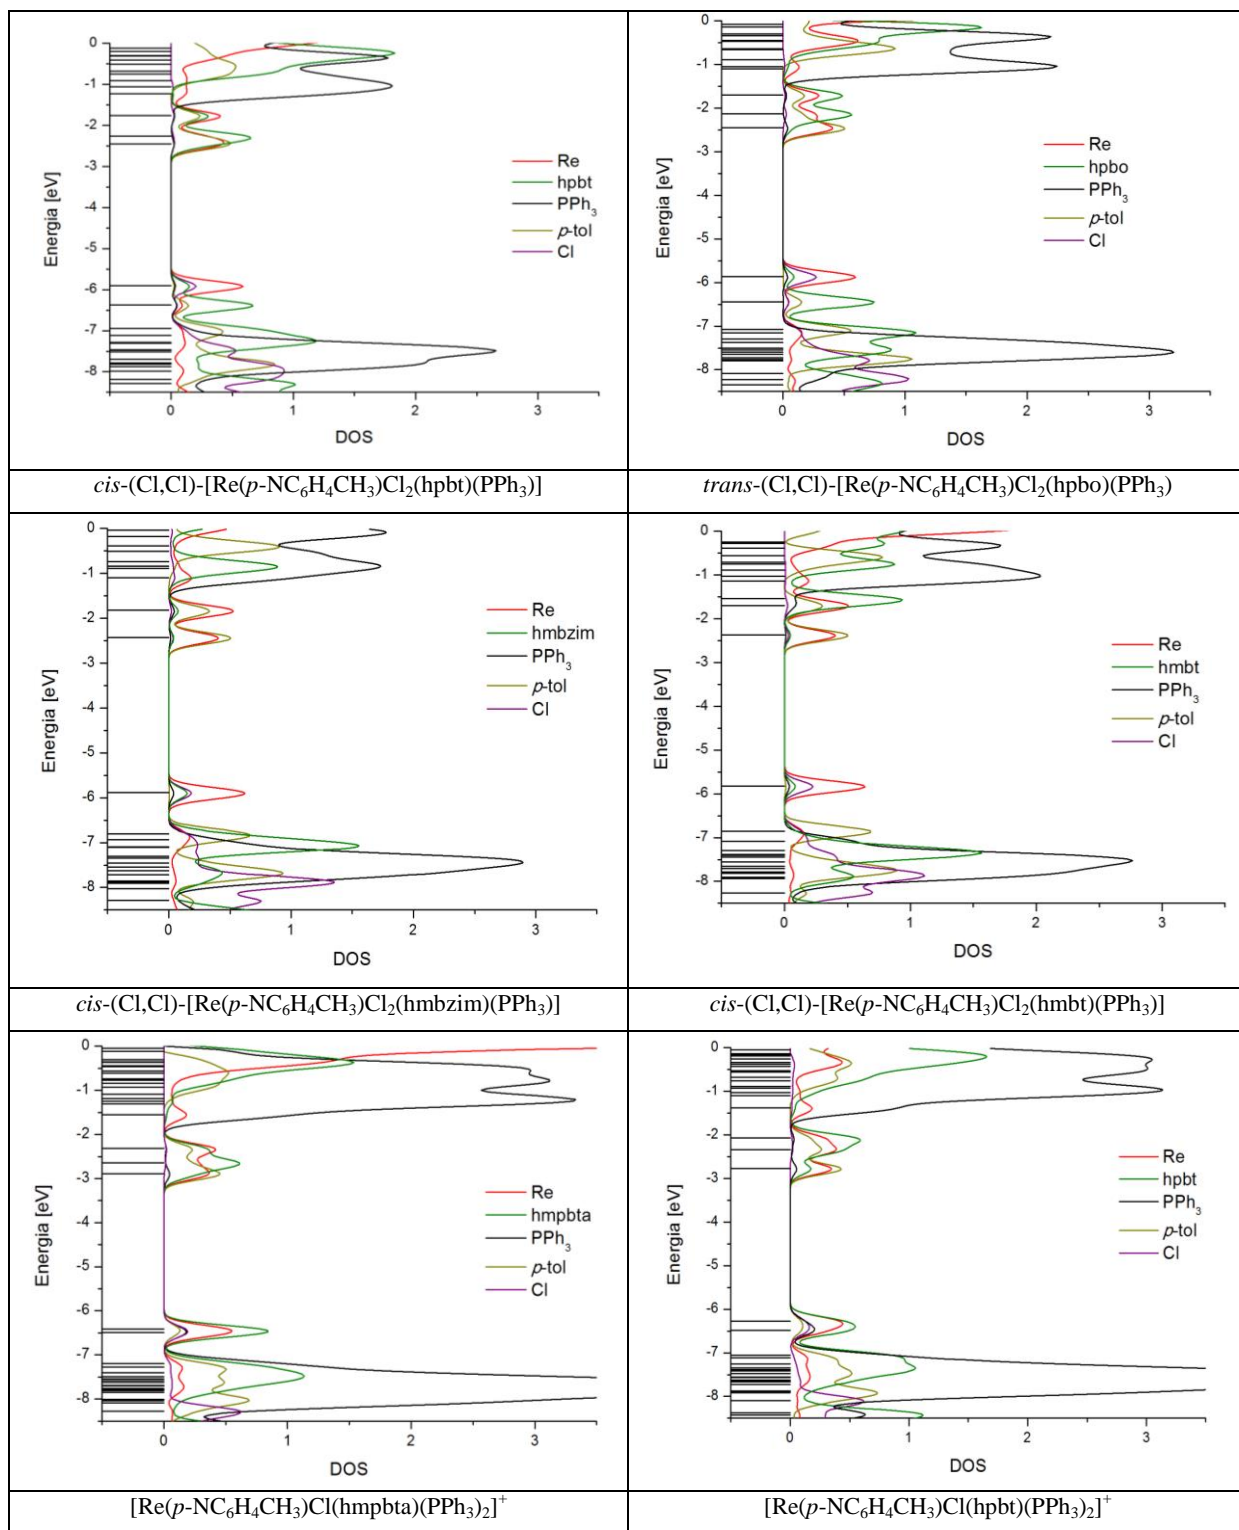 0
-1
-2
-3
-4
-5
-6
-7
-8
Energia [eV]
Re
hpbt
PPh₃
p-tol
Cl
0 1 2 3
DOS
0
-1
-2
-3
-4
-5
-6
-7
-8
Energia [eV]
Re
hpbo
PPh₃
p-tol
Cl
0 1 2 3
DOS
cis-(Cl,Cl)-[Re(p-NC₆H₄CH₃)Cl₂(hpbt)(PPh₃)]
trans-(Cl,Cl)-[Re(p-NC₆H₄CH₃)Cl₂(hpbo)(PPh₃)
0
-1
-2
-3
-4
-5
-6
-7
-8
Energia [eV]
Re
hmbzim
PPh₃
p-tol
Cl
0 1 2 3
DOS
0
-1
-2
-3
-4
-5
-6
-7
-8
Energia [eV]
Re
hmbt
PPh₃
p-tol
Cl
0 1 2 3
DOS
cis-(Cl,Cl)-[Re(p-NC₆H₄CH₃)Cl₂(hmbzim)(PPh₃)]
cis-(Cl,Cl)-[Re(p-NC₆H₄CH₃)Cl₂(hmbt)(PPh₃)]
0
-1
-2
-3
-4
-5
-6
-7
-8
Energia [eV]
Re
hmpbta
PPh₃
p-tol
Cl
0 1 2 3
DOS
0
-1
-2
-3
-4
-5
-6
-7
-8
Energia [eV]
Re
hpbt
PPh₃
p-tol
Cl
0 1 2 3
DOS
[Re(p-NC₆H₄CH₃)Cl(hmpbta)(PPh₃)₂]⁺
[Re(p-NC₆H₄CH₃)Cl(hpbt)(PPh₃)₂]⁺